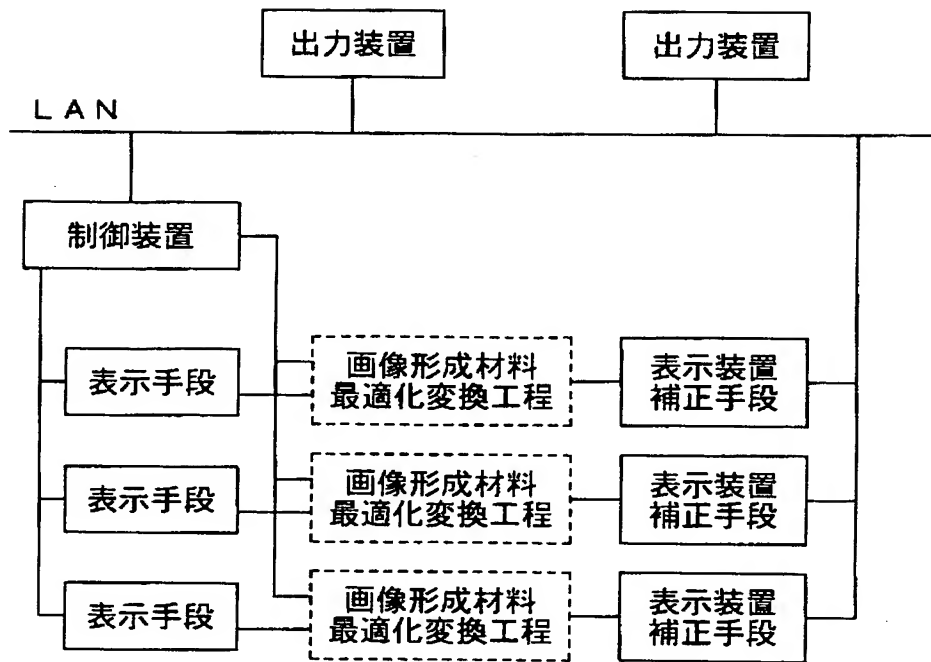 出力装置
出力装置
LAN
制御装置
表示手段
画像形成材料
最適化変換工程
表示装置
補正手段
表示手段
画像形成材料
最適化変換工程
表示装置
補正手段
表示手段
画像形成材料
最適化変換工程
表示装置
補正手段